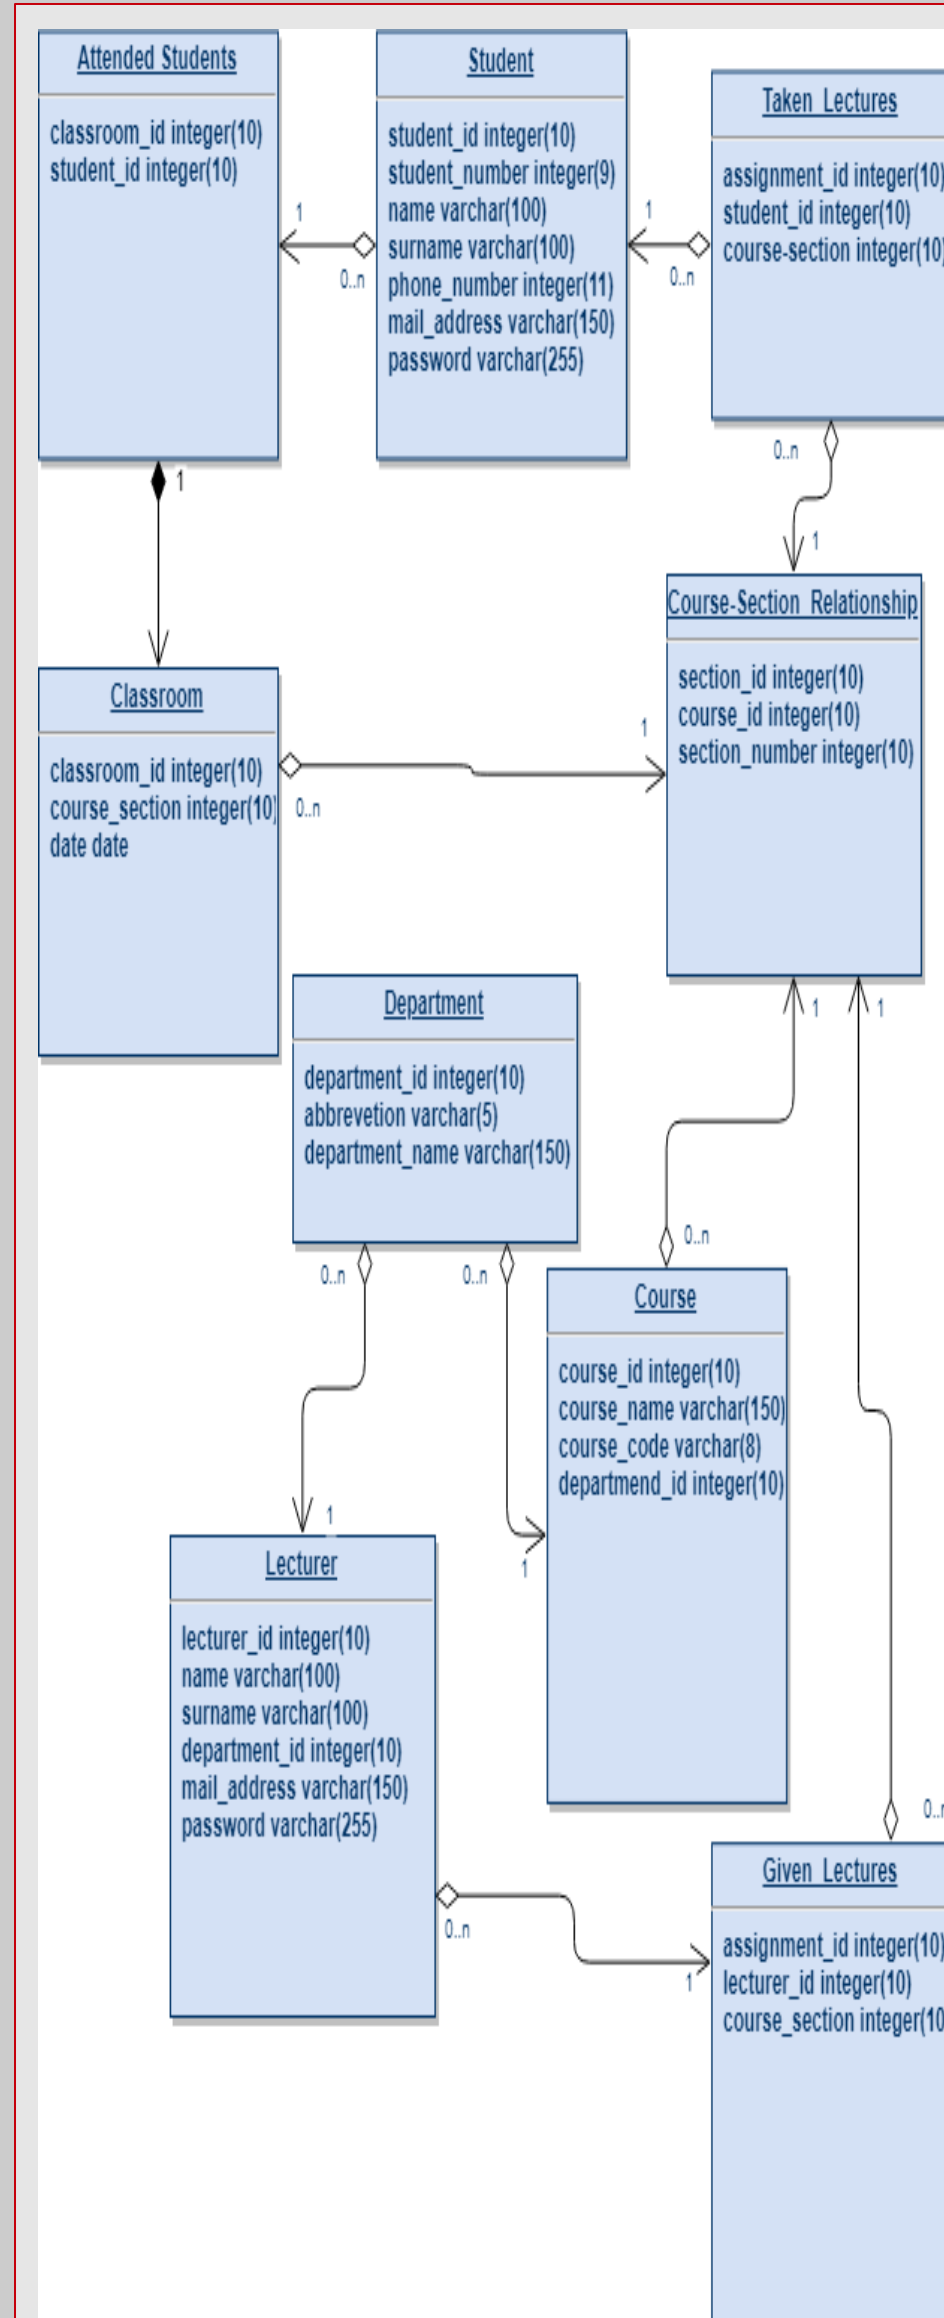 Attended Students
classroom_id integer(10)
student_id integer(10)
1
0..n
Student
student_id integer(10)
student_number integer(9)
name varchar(100)
surname varchar(100)
phone_number integer(11)
mail_address varchar(150)
password varchar(255)
1
0..n
Taken_Lectures
assignment_id integer(10)
student_id integer(10)
course-section integer(10)
0..n
1
1
Course-Section_Relationship
section_id integer(10)
course_id integer(10)
section_number integer(10)
Classroom
classroom_id integer(10)
course_section integer(10)
date date
0..n
1
1
1
Department
department_id integer(10)
abbrevetion varchar(5)
department_name varchar(150)
0..n
0..n
0..n
Course
course_id integer(10)
course_name varchar(150)
course_code varchar(8)
departmend_id integer(10)
1
1
Lecturer
lecturer_id integer(10)
name varchar(100)
surname varchar(100)
department_id integer(10)
mail_address varchar(150)
password varchar(255)
0..n
1
0..n
Given_Lectures
assignment_id integer(10)
lecturer_id integer(10)
course_section integer(10